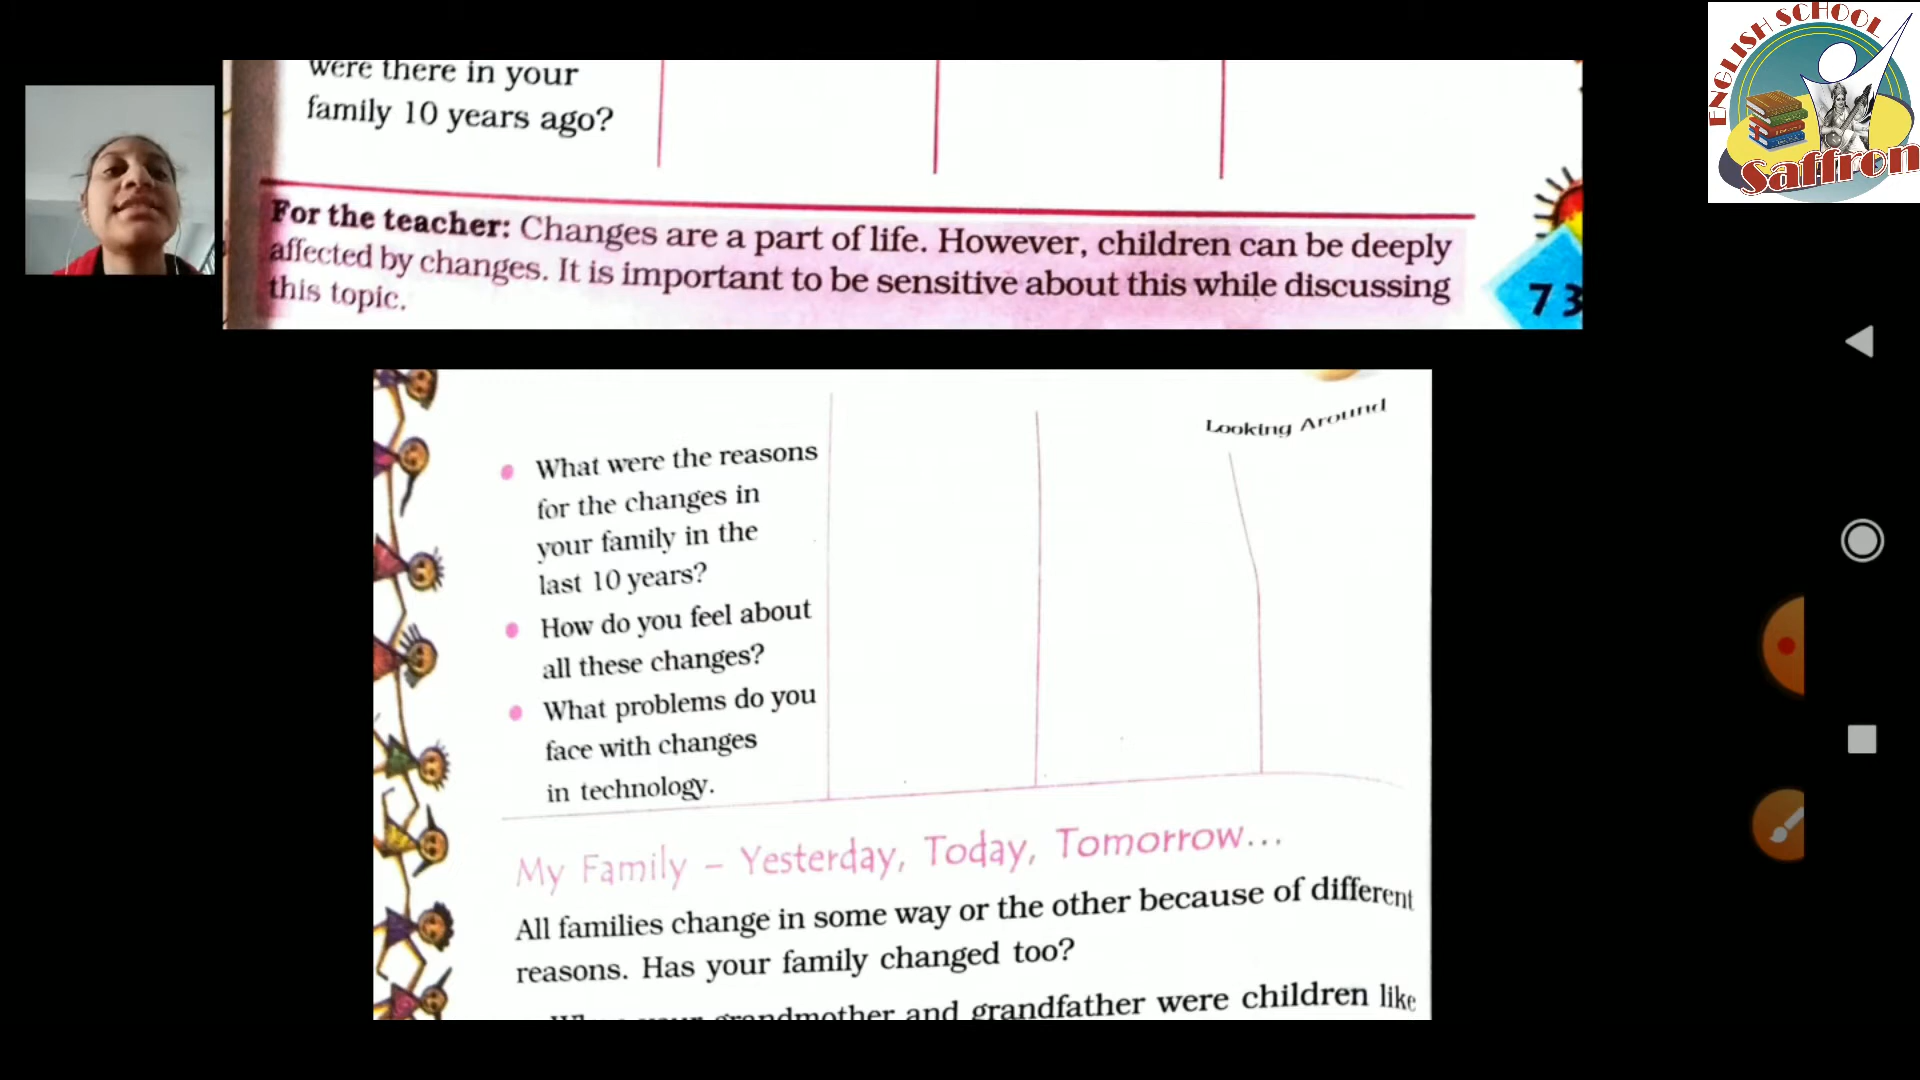 ENGLISH SCHOOL
Saffron
were there in your
family 10 years ago?
For the teacher: Changes are a part of life. However, children can be deeply
affected by changes. It is important to be sensitive about this while discussing
this topic.
73
Looking Around
What were the reasons
for the changes in
your family in the
last 10 years?
How do you feel about
all these changes?
What problems do you
face with changes
in technology.
My Family – Yesterday, Today, Tomorrow...
All families change in some way or the other because of different
reasons. Has your family changed too?
grandmother and grandfather were children like